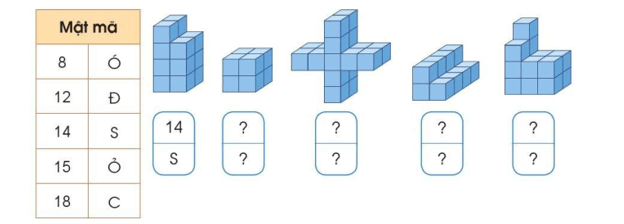 Mật mã
8 Ó
12 Đ
14 S
15 Ỏ
18 C
14 ? ? ? ?
S ? ? ? ?